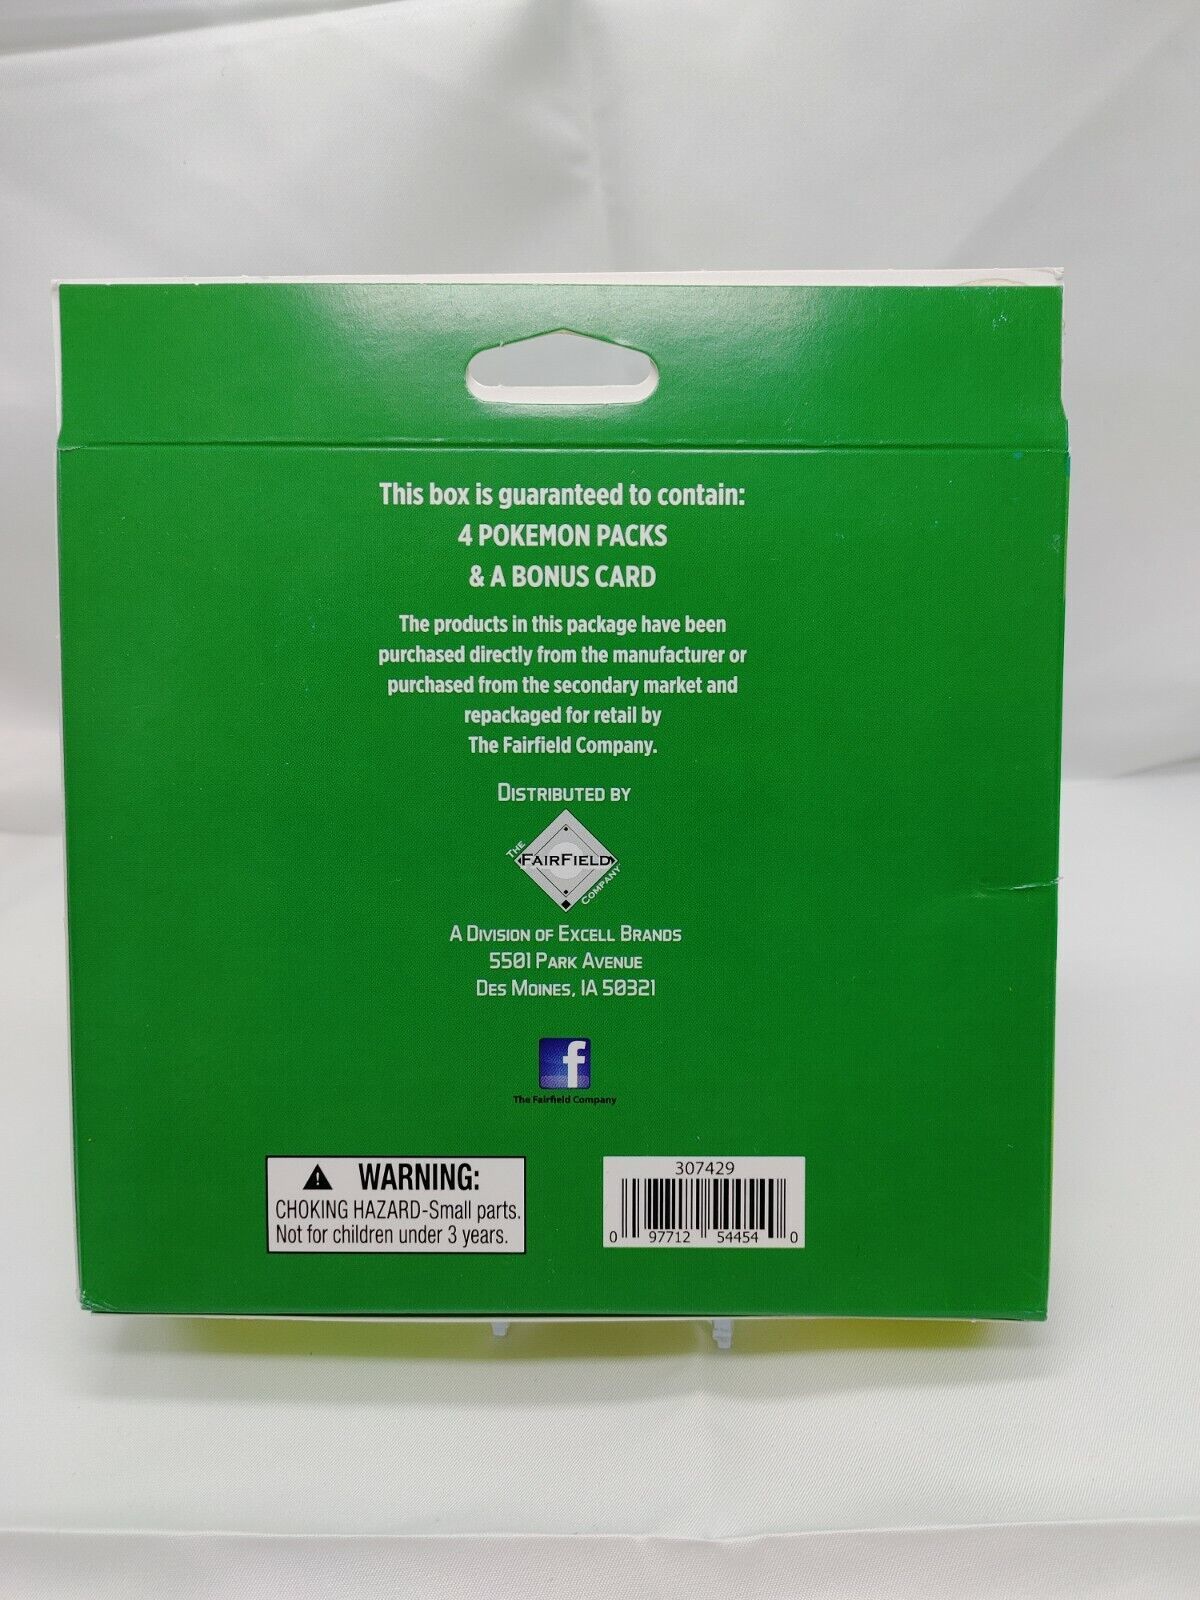 This box is guaranteed to contain:
4 POKEMON PACKS
& A BONUS CARD
The products in this package have been
purchased directly from the manufacturer or
purchased from the secondary market and
repackaged for retail by
The Fairfield Company.
DISTRIBUTED BY
THE
FAIRFIELD
COMPANY
A DIVISION OF EXCELL BRANDS
5501 PARK AVENUE
DES MOINES, IA 50321
f
The Fairfield Company
WARNING:
CHOKING HAZARD-Small parts.
Not for children under 3 years.
307429
0 97712 54454 0